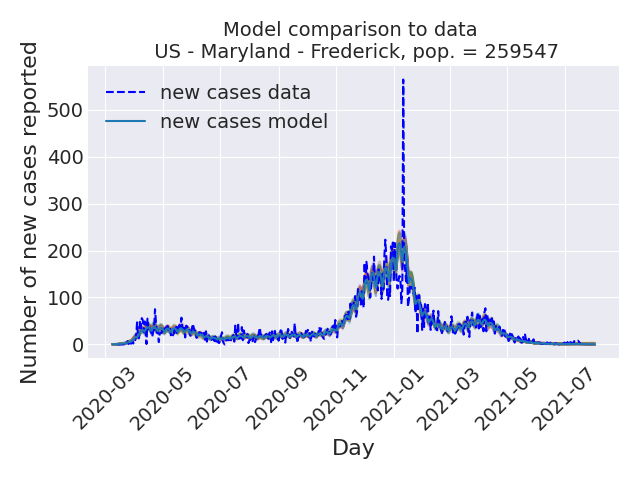 Model comparison to data
US - Maryland - Frederick, pop. = 259547
new cases data
new cases model
Number of new cases reported
500
400
300
200
100
0
2020-03
2020-05
2020-07
2020-09
2020-11
2021-01
2021-03
2021-05
2021-07
Day